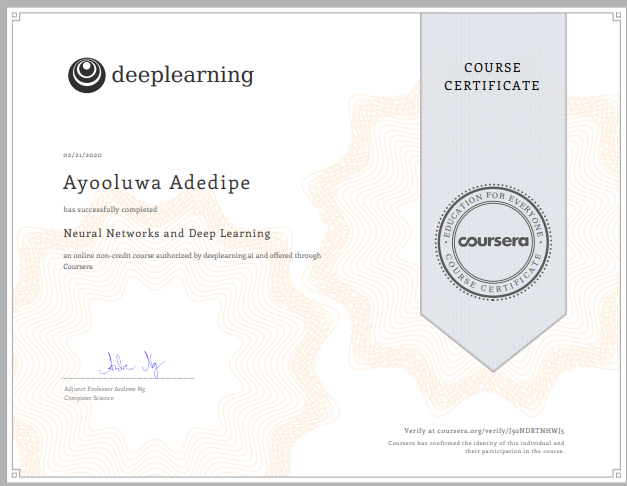 deeplearning
COURSE
CERTIFICATE
02/21/2020
Ayooluwa Adedipe
has successfully completed
Neural Networks and Deep Learning
an online non-credit course authorized by deeplearning.ai and offered through
Coursera
EDUCATION FOR EVERYONE
coursera
COURSE CERTIFICATE
Adjunct Professor Andrew Ng
Computer Science
Verify at coursera.org/verify/J92NDRTNHWJ5
Coursera has confirmed the identity of this individual and
their participation in the course.